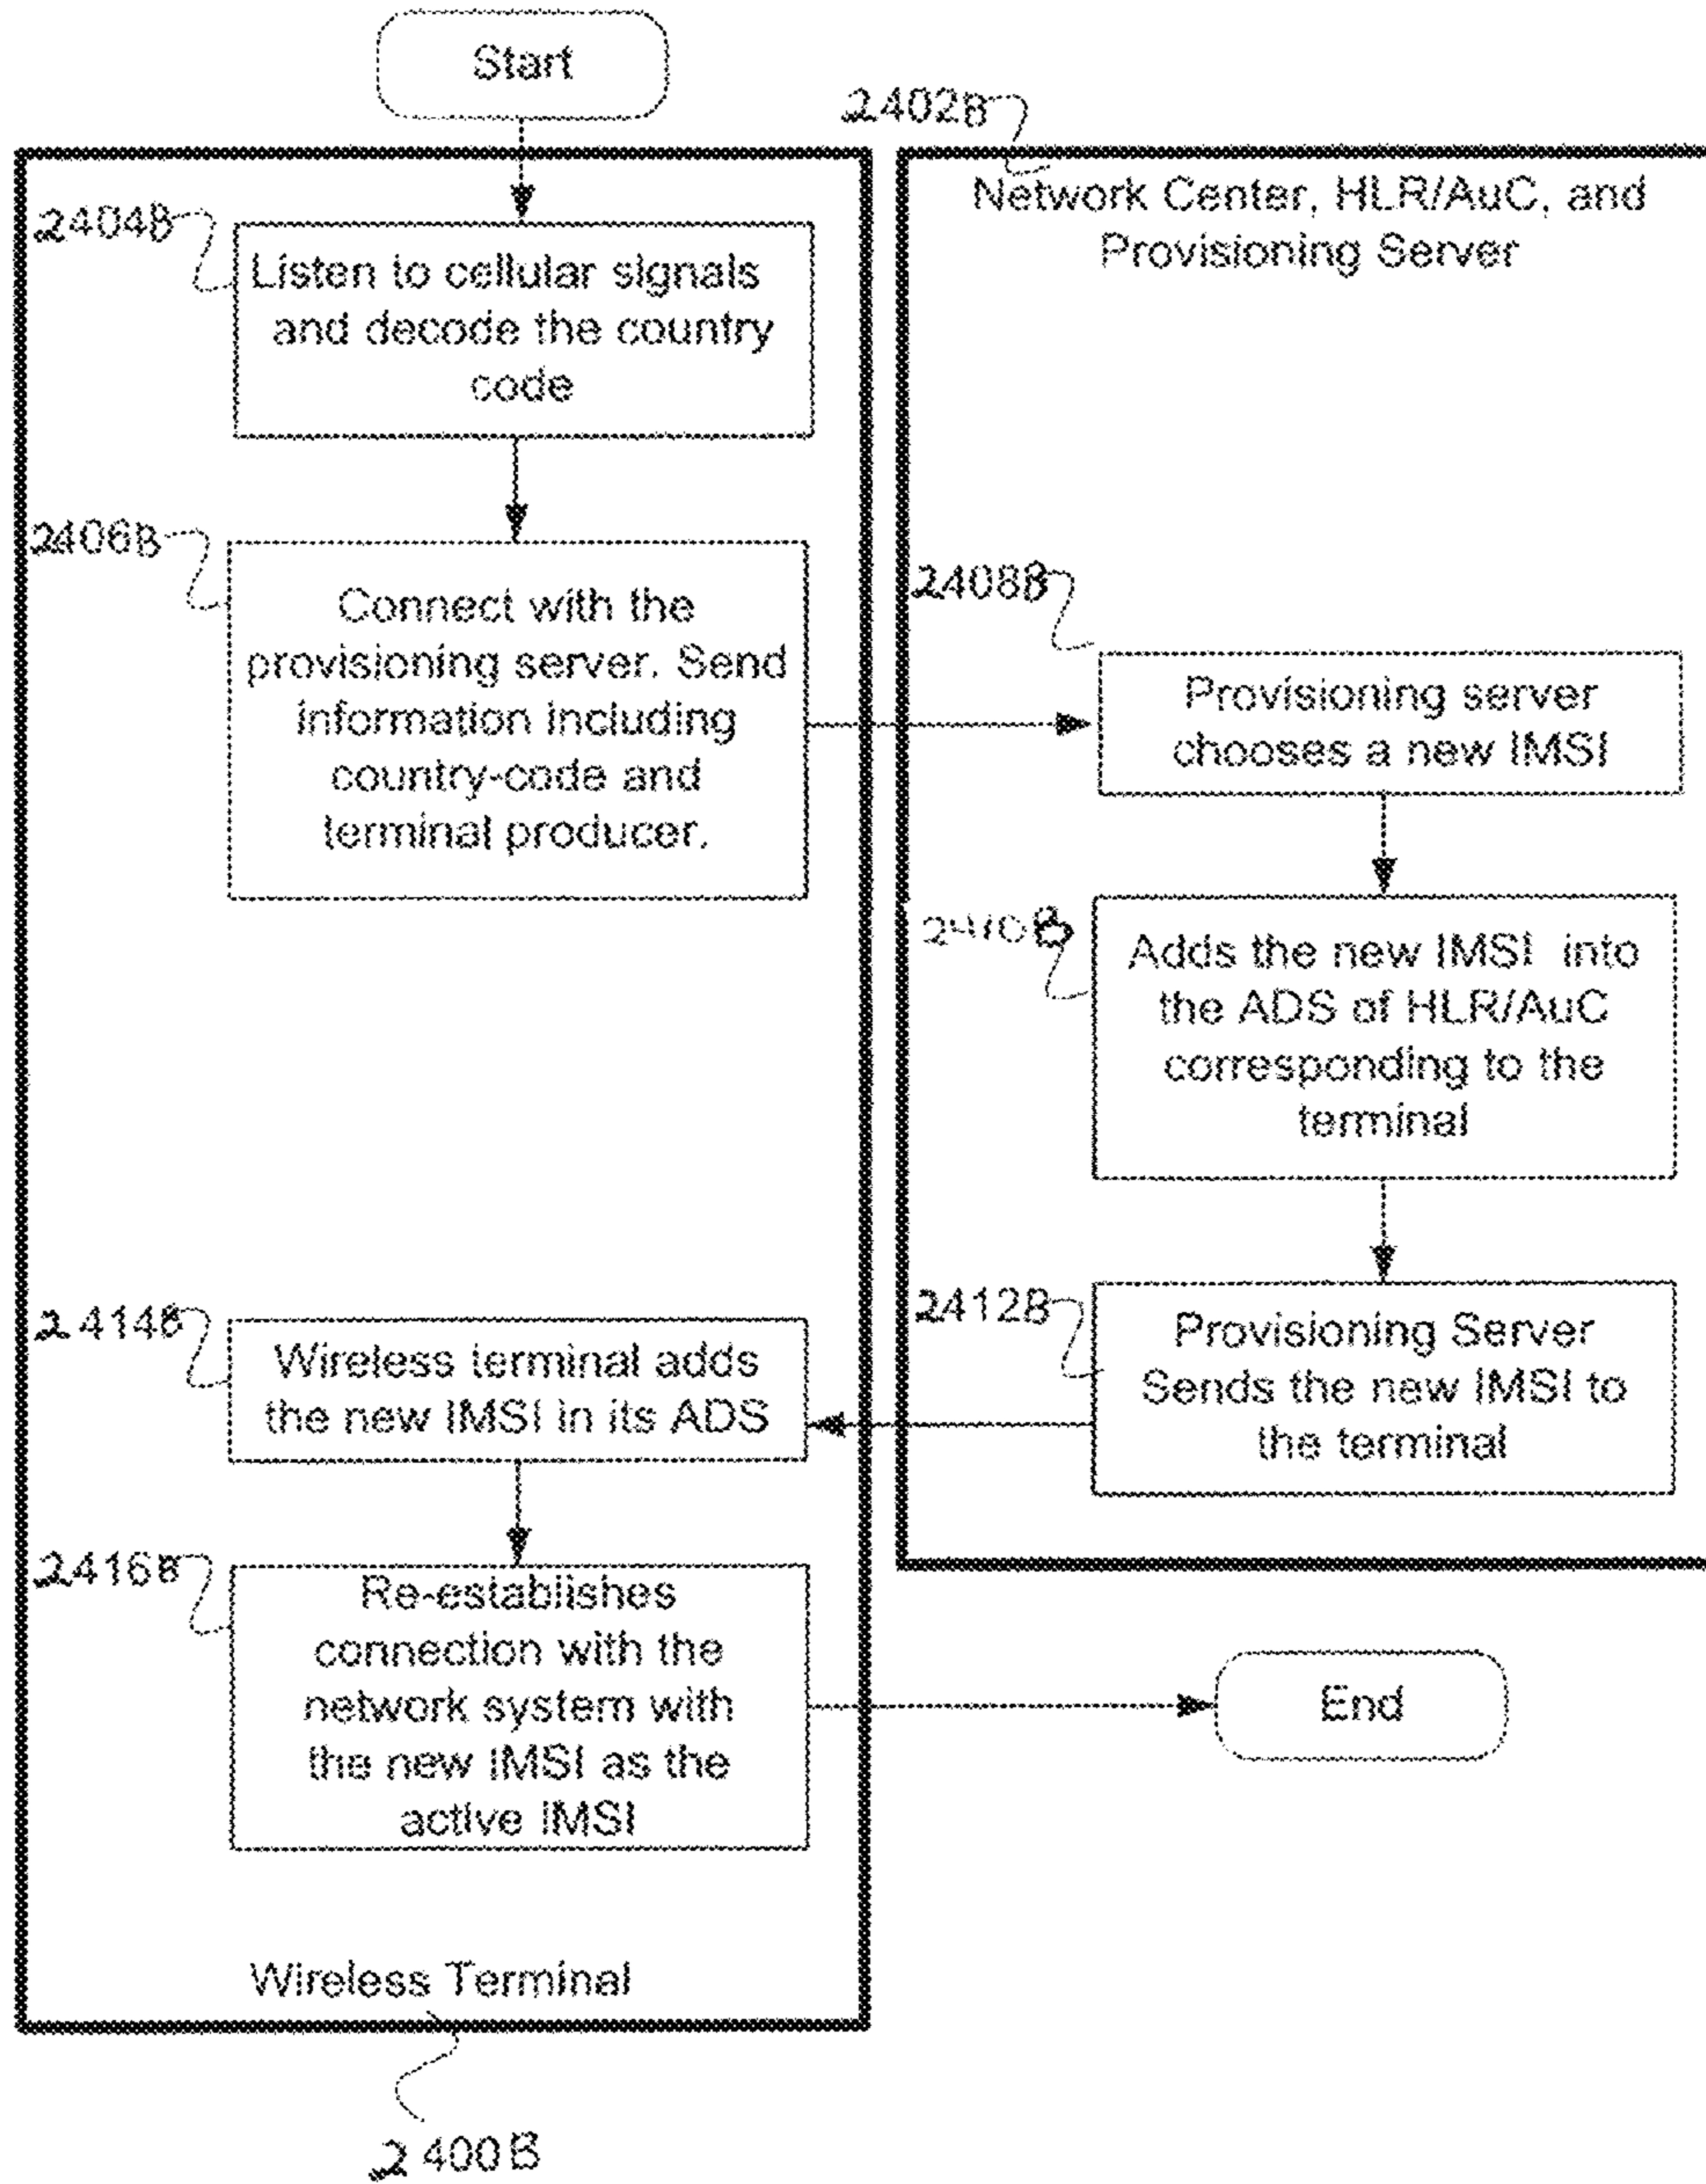 Start
2402B
Network Center, HLR/AuC, and
Provisioning Server
2404B
Listen to cellular signals
and decode the country
code
2406B
Connect with the
provisioning server. Send
information including
country-code and
terminal producer.
2408B
Provisioning server
chooses a new IMSI
2410B
Adds the new IMSI into
the ADS of HLR/AuC
corresponding to the
terminal
2412B
Provisioning Server
Sends the new IMSI to
the terminal
2414B
Wireless terminal adds
the new IMSI in its ADS
2416B
Re-establishes
connection with the
network system with
the new IMSI as the
active IMSI
End
Wireless Terminal
2400B